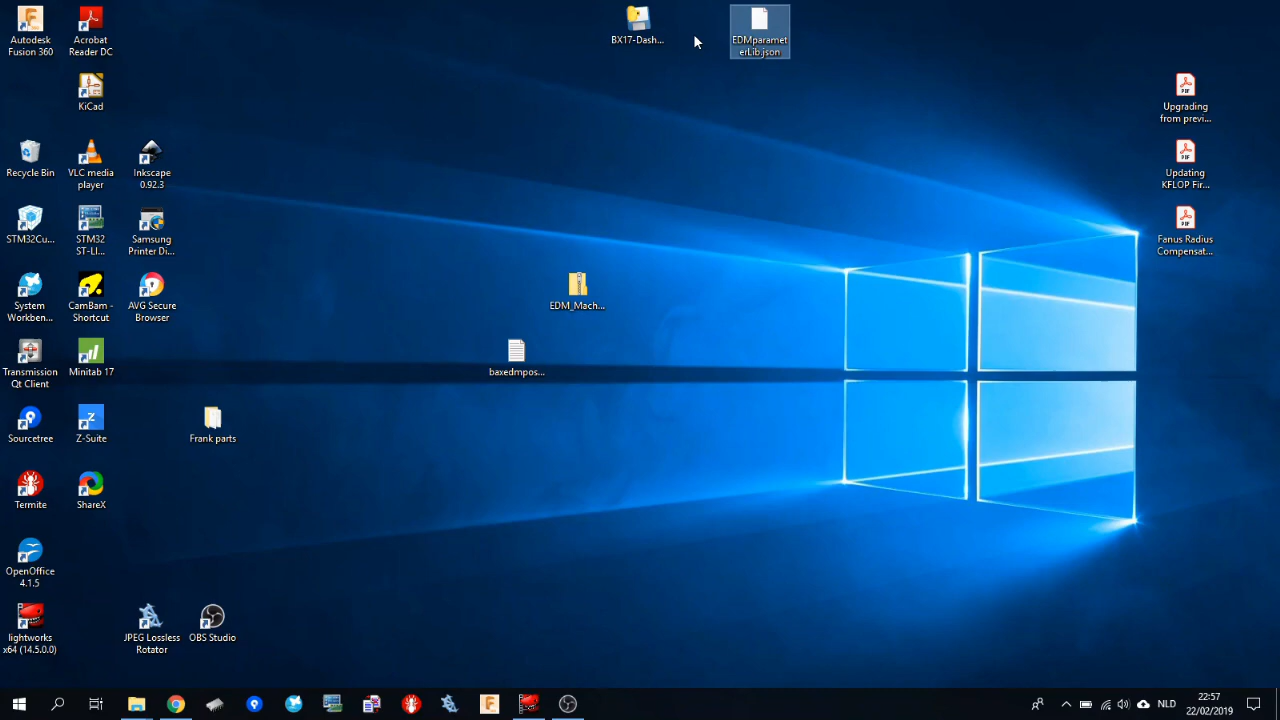 Autodesk
Fusion 360
Acrobat
Reader DC
BX17-Dash...
EDMparamet
erLib.json
KiCad
Upgrading
from previ...
Recycle Bin
VLC media
player
Inkscape
0.92.3
Updating
KFLOP Fir...
STM32Cu...
STM32
ST-LI...
Samsung
Printer Di...
Fanus Radius
Compensat...
System
Workben...
CamBam -
Shortcut
AVG Secure
Browser
EDM_Mach...
Transmission
Qt Client
Minitab 17
baxedmpos...
Sourcetree
Z-Suite
Frank parts
Termite
ShareX
OpenOffice
4.1.5
lightworks
x64 (14.5.0.0)
JPEG Lossless
Rotator
OBS Studio
NLD
22:57
22/02/2019